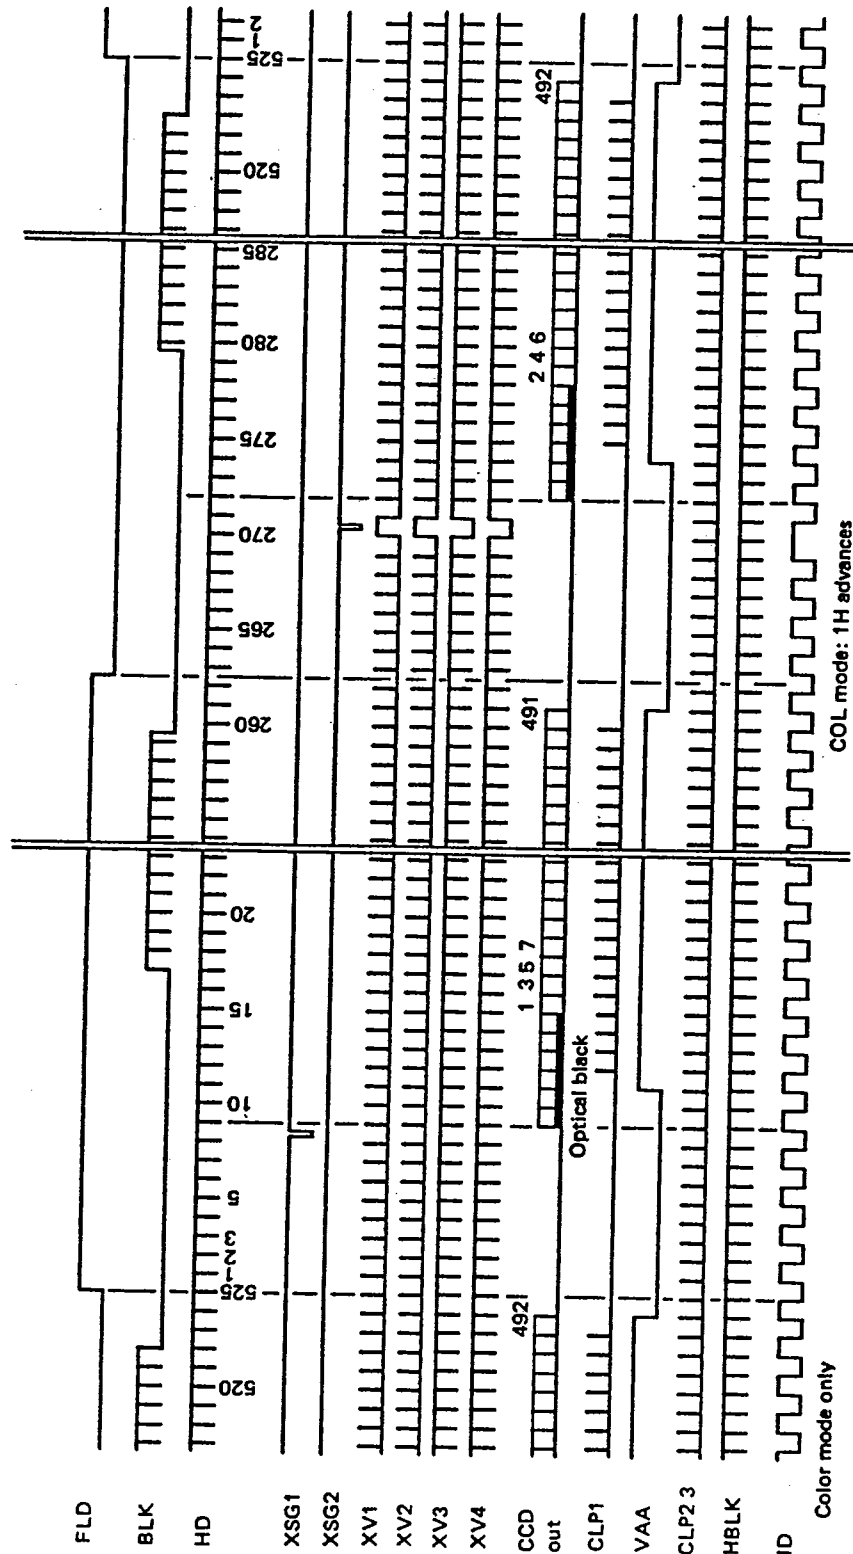 FLD
BLK
HD
520
525
1
2
3
5
10
15
20
260
265
270
275
280
285
520
525
1
2
XSG1
XSG2
XV1
XV2
XV3
XV4
CCD
out
492
Optical black
1 3 5 7
491
2 4 6
492
CLP1
VAA
CLP2 3
HBLK
ID
Color mode only
COL mode: 1H advances